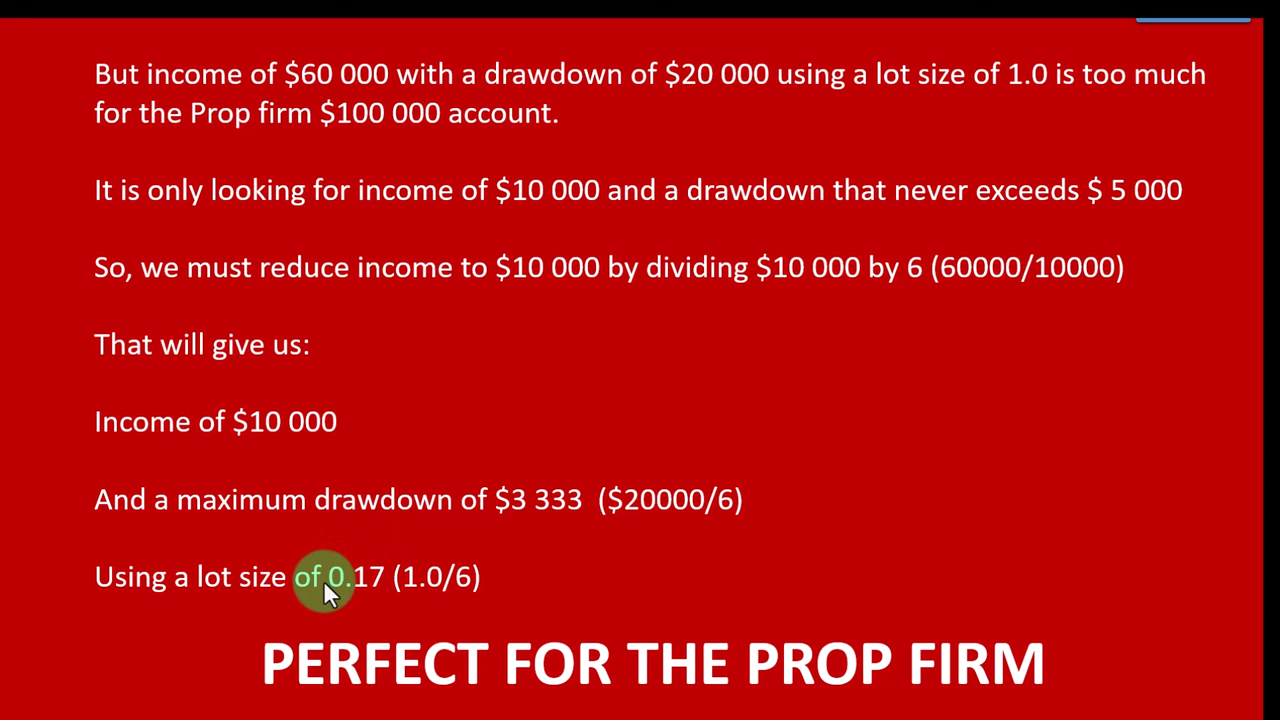 But income of $60 000 with a drawdown of $20 000 using a lot size of 1.0 is too much
for the Prop firm $100 000 account.
It is only looking for income of $10 000 and a drawdown that never exceeds $ 5 000
So, we must reduce income to $10 000 by dividing $10 000 by 6 (60000/10000)
That will give us:
Income of $10 000
And a maximum drawdown of $3 333  ($20000/6)
Using a lot size of 0.17 (1.0/6)
PERFECT FOR THE PROP FIRM